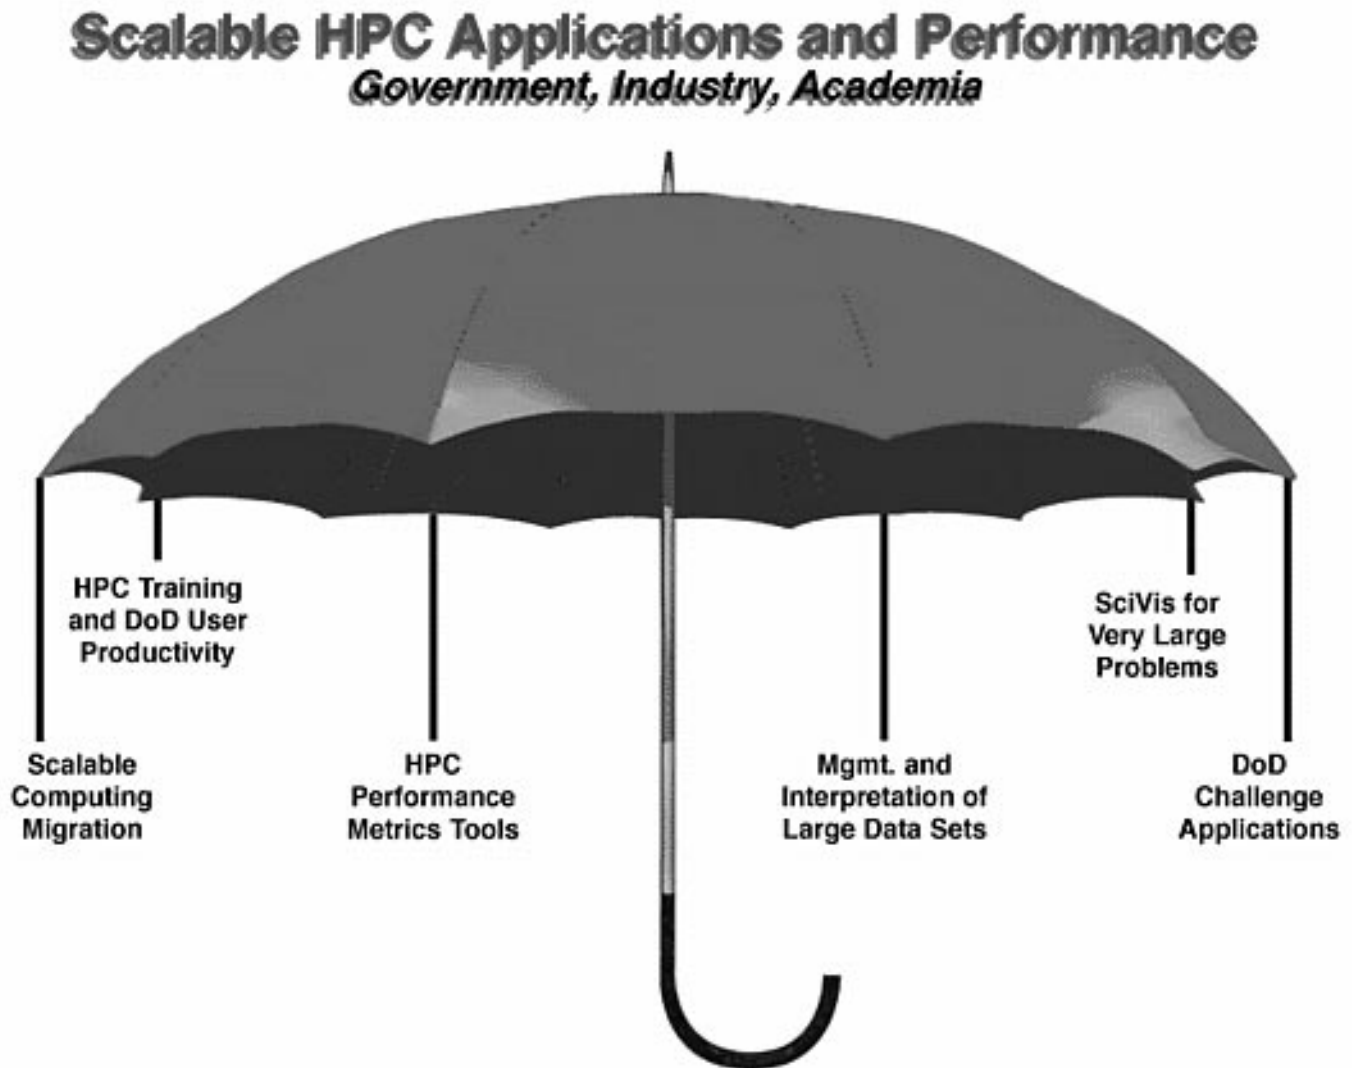 Scalable HPC Applications and Performance
Government, Industry, Academia
HPC Training
and DoD User
Productivity
SciVis for
Very Large
Problems
Scalable
Computing
Migration
HPC
Performance
Metrics Tools
Mgmt. and
Interpretation of
Large Data Sets
DoD
Challenge
Applications